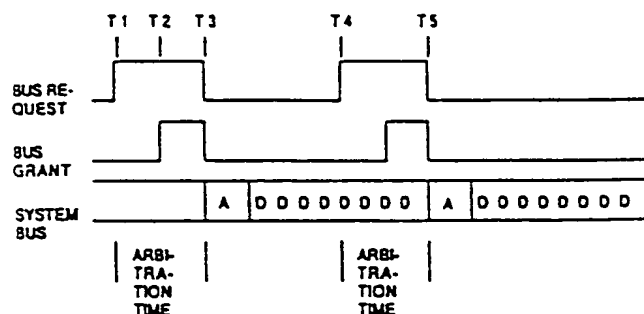 T1 T2 T3 T4 T5
BUS RE-
QUEST
BUS
GRANT
SYSTEM
BUS
A D D D D D D D D A D D D D D D D D
ARBI-
TRA-
TION
TIME
ARBI-
TRA-
TION
TIME